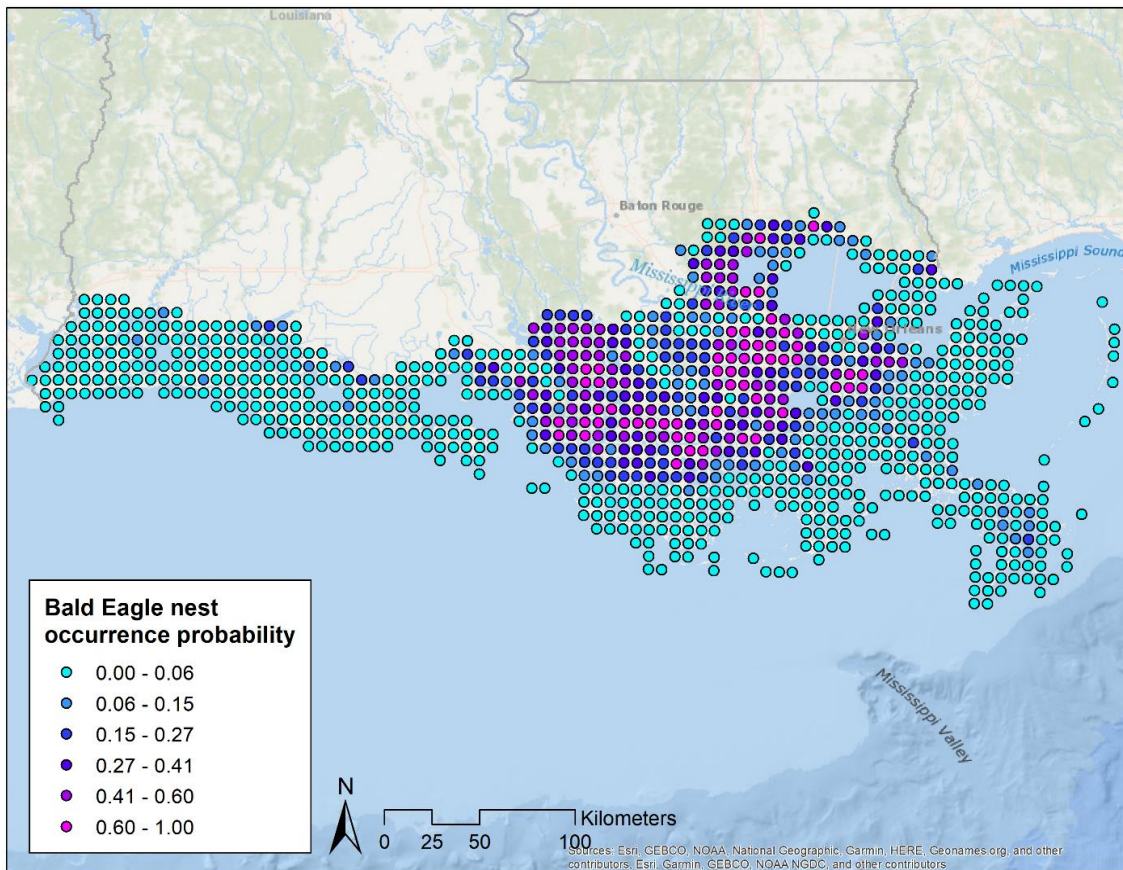 Louisiana
Baton Rouge
Mississippi
Mississippi Sound
Orleans
Bald Eagle nest
occurrence probability
0.00 - 0.06
0.06 - 0.15
0.15 - 0.27
0.27 - 0.41
0.41 - 0.60
0.60 - 1.00
Mississippi Valley
N
Kilometers
0 25 50 100
Sources: Esri, GEBCO, NOAA, National Geographic, Garmin, HERE, Geonames.org, and other
contributors, Esri, Garmin, GEBCO, NOAA NGDC, and other contributors